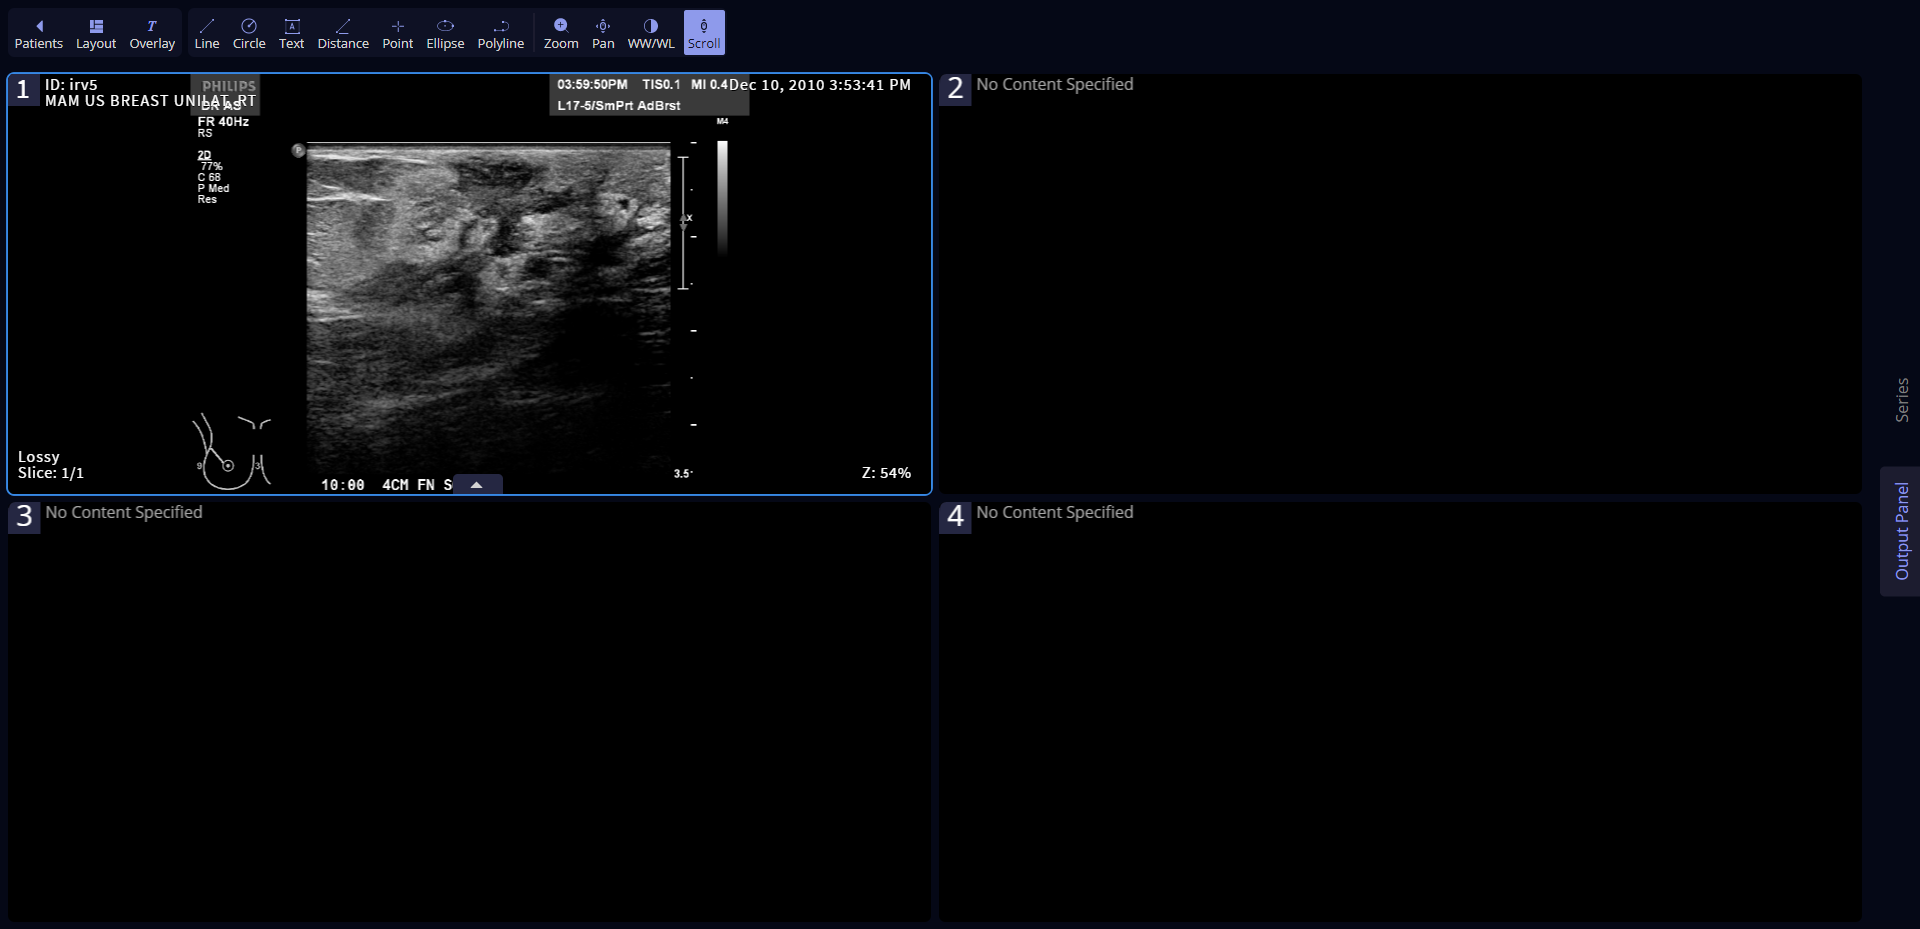 Patients Layout Overlay Line Circle Text Distance Point Ellipse Polyline Zoom Pan WW/WL Scroll
1
ID: irv5
MAM US BREAST UNILAT, RT
PHILIPS
BR AS
FR 40Hz
RS
2D
77%
C 68
P Med
Res
03:59:50PM TIS0.1 MI 0.4
Dec 10, 2010 3:53:41 PM
L17-5/SmPrt AdBrst
M4
P
x
3.5
9
3
Lossy
Slice: 1/1
10:00 4CM FN S
Z: 54%
2
No Content Specified
3
No Content Specified
4
No Content Specified
Series
Output Panel